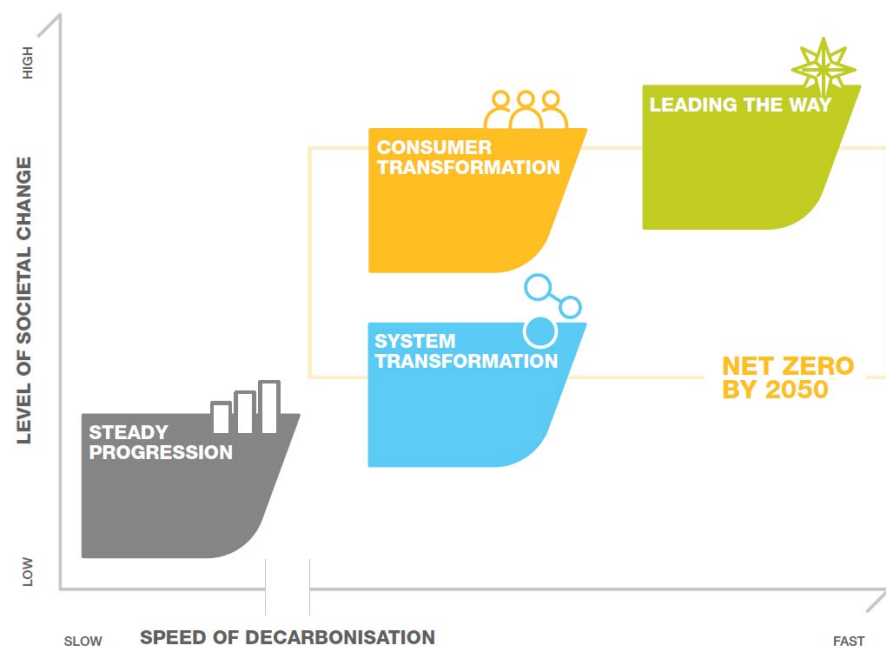 HIGH
LEVEL OF SOCIETAL CHANGE
LOW
LEADING THE WAY
CONSUMER
TRANSFORMATION
SYSTEM
TRANSFORMATION
NET ZERO
BY 2050
STEADY
PROGRESSION
SLOW
SPEED OF DECARBONISATION
FAST